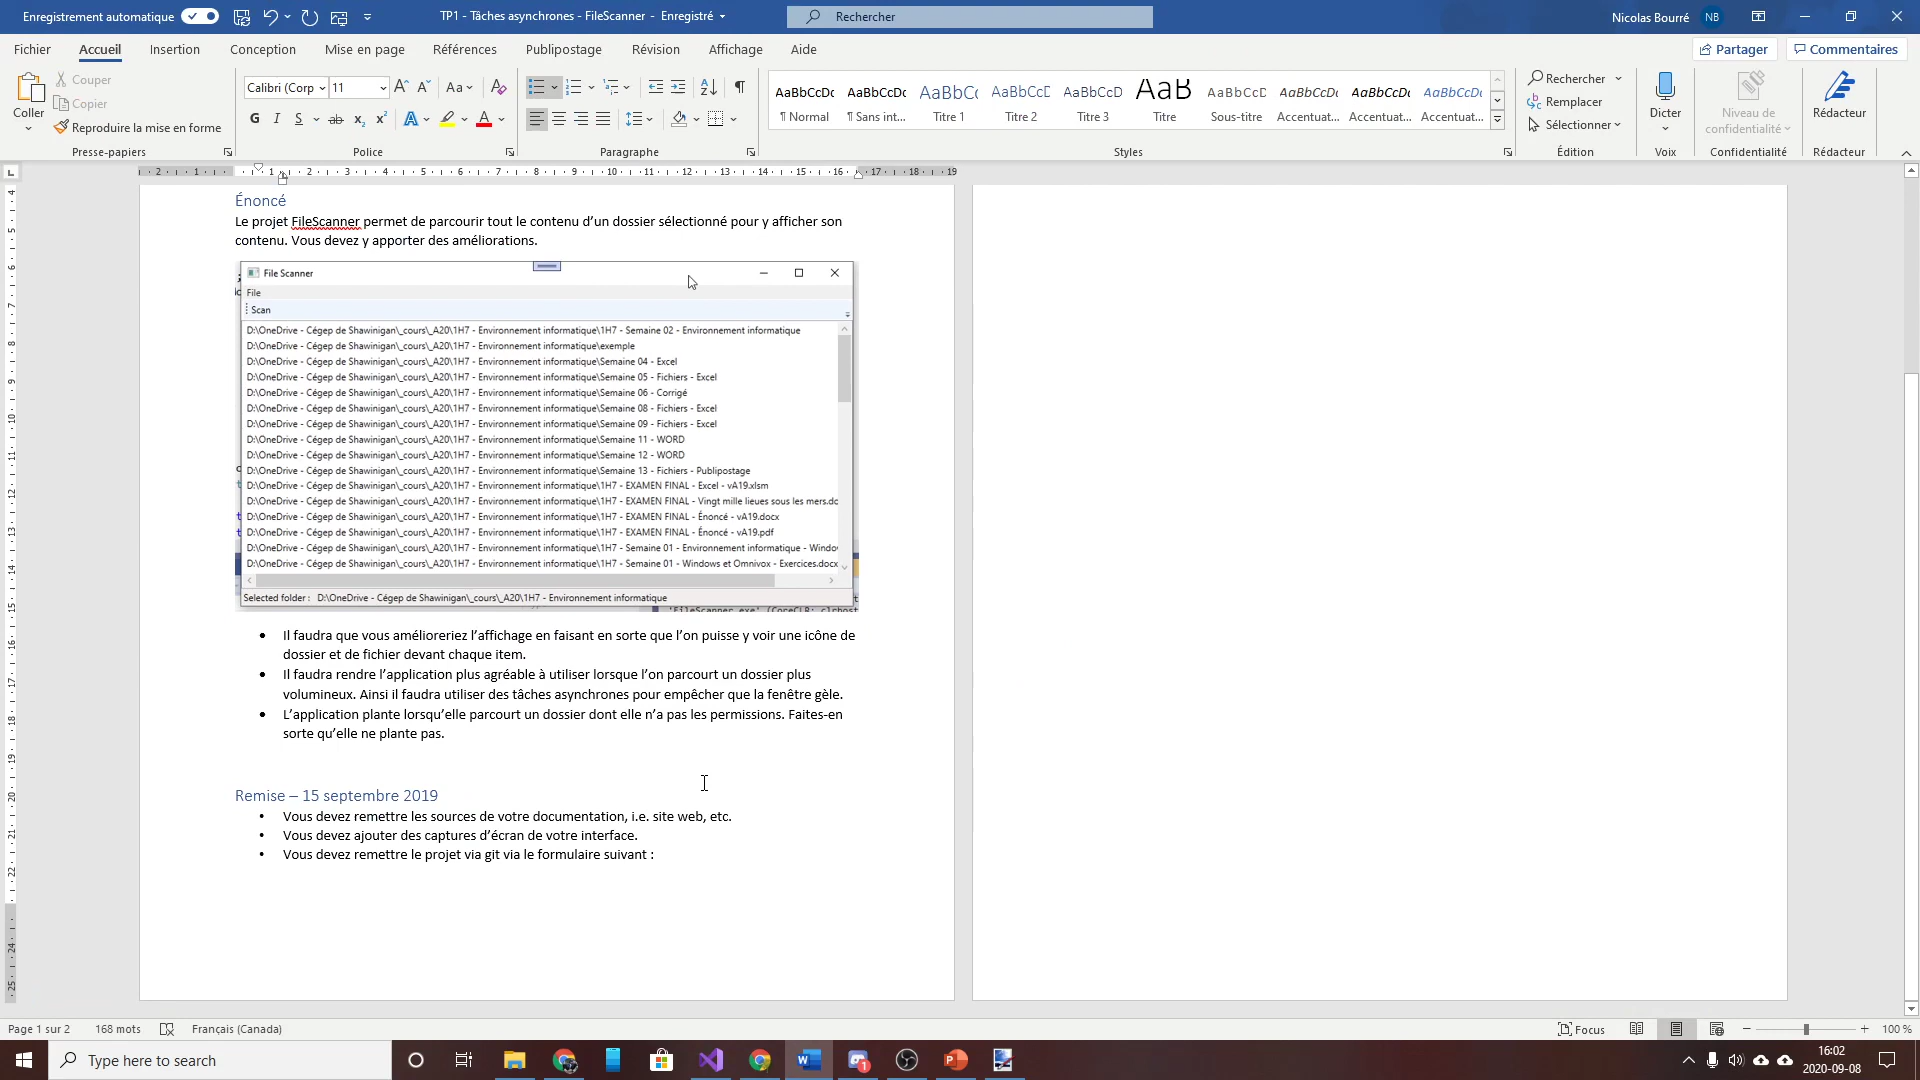 Enregistrement automatique
TP1 - Tâches asynchrones - FileScanner - Enregistré
Rechercher
Nicolas Bourré NB
Fichier Accueil Insertion Conception Mise en page Références Publipostage Révision Affichage Aide
Partager Commentaires
Coller
Couper
Copier
Reproduire la mise en forme
Presse-papiers
Calibri (Corp 11
G I S ab
Police
Paragraphe
AaBbCcDc AaBbCcDc AaBbCc AaBbCcC AaBbCcD AaB AaBbCcD AaBbCcDc AaBbCcDc AaBbCcDc
¶ Normal ¶ Sans int... Titre 1 Titre 2 Titre 3 Titre Sous-titre Accentuat... Accentuat... Accentuat...
Styles
Rechercher
Remplacer
Sélectionner
Édition
Dicter
Voix
Niveau de confidentialité
Confidentialité
Rédacteur
Rédacteur
Énoncé
Le projet FileScanner permet de parcourir tout le contenu d’un dossier sélectionné pour y afficher son
contenu. Vous devez y apporter des améliorations.
File Scanner
File
Scan
D:\OneDrive - Cégep de Shawinigan\_cours\_A20\1H7 - Environnement informatique\1H7 - Semaine 02 - Environnement informatique
D:\OneDrive - Cégep de Shawinigan\_cours\_A20\1H7 - Environnement informatique\exemple
D:\OneDrive - Cégep de Shawinigan\_cours\_A20\1H7 - Environnement informatique\Semaine 04 - Excel
D:\OneDrive - Cégep de Shawinigan\_cours\_A20\1H7 - Environnement informatique\Semaine 05 - Fichiers - Excel
D:\OneDrive - Cégep de Shawinigan\_cours\_A20\1H7 - Environnement informatique\Semaine 06 - Corrigé
D:\OneDrive - Cégep de Shawinigan\_cours\_A20\1H7 - Environnement informatique\Semaine 08 - Fichiers - Excel
D:\OneDrive - Cégep de Shawinigan\_cours\_A20\1H7 - Environnement informatique\Semaine 09 - Fichiers - Excel
D:\OneDrive - Cégep de Shawinigan\_cours\_A20\1H7 - Environnement informatique\Semaine 11 - WORD
D:\OneDrive - Cégep de Shawinigan\_cours\_A20\1H7 - Environnement informatique\Semaine 12 - WORD
D:\OneDrive - Cégep de Shawinigan\_cours\_A20\1H7 - Environnement informatique\Semaine 13 - Fichiers - Publipostage
D:\OneDrive - Cégep de Shawinigan\_cours\_A20\1H7 - Environnement informatique\1H7 - EXAMEN FINAL - Excel - vA19.xlsm
D:\OneDrive - Cégep de Shawinigan\_cours\_A20\1H7 - Environnement informatique\1H7 - EXAMEN FINAL - Vingt mille lieues sous les mers.do
D:\OneDrive - Cégep de Shawinigan\_cours\_A20\1H7 - Environnement informatique\1H7 - EXAMEN FINAL - Énoncé - vA19.docx
D:\OneDrive - Cégep de Shawinigan\_cours\_A20\1H7 - Environnement informatique\1H7 - EXAMEN FINAL - Énoncé - vA19.pdf
D:\OneDrive - Cégep de Shawinigan\_cours\_A20\1H7 - Environnement informatique\1H7 - Semaine 01 - Environnement informatique - Windo
D:\OneDrive - Cégep de Shawinigan\_cours\_A20\1H7 - Environnement informatique\1H7 - Semaine 01 - Windows et Omnivox - Exercices.docx
Selected folder : D:\OneDrive - Cégep de Shawinigan\_cours\_A20\1H7 - Environnement informatique
• Il faudra que vous amélioreriez l’affichage en faisant en sorte que l’on puisse y voir une icône de
dossier et de fichier devant chaque item.
• Il faudra rendre l’application plus agréable à utiliser lorsque l’on parcourt un dossier plus
volumineux. Ainsi il faudra utiliser des tâches asynchrones pour empêcher que la fenêtre gèle.
• L’application plante lorsqu’elle parcourt un dossier dont elle n’a pas les permissions. Faites-en
sorte qu’elle ne plante pas.
Remise – 15 septembre 2019
• Vous devez remettre les sources de votre documentation, i.e. site web, etc.
• Vous devez ajouter des captures d’écran de votre interface.
• Vous devez remettre le projet via git via le formulaire suivant :
Page 1 sur 2 168 mots Français (Canada)
Focus 100 %
Type here to search
16:02
2020-09-08